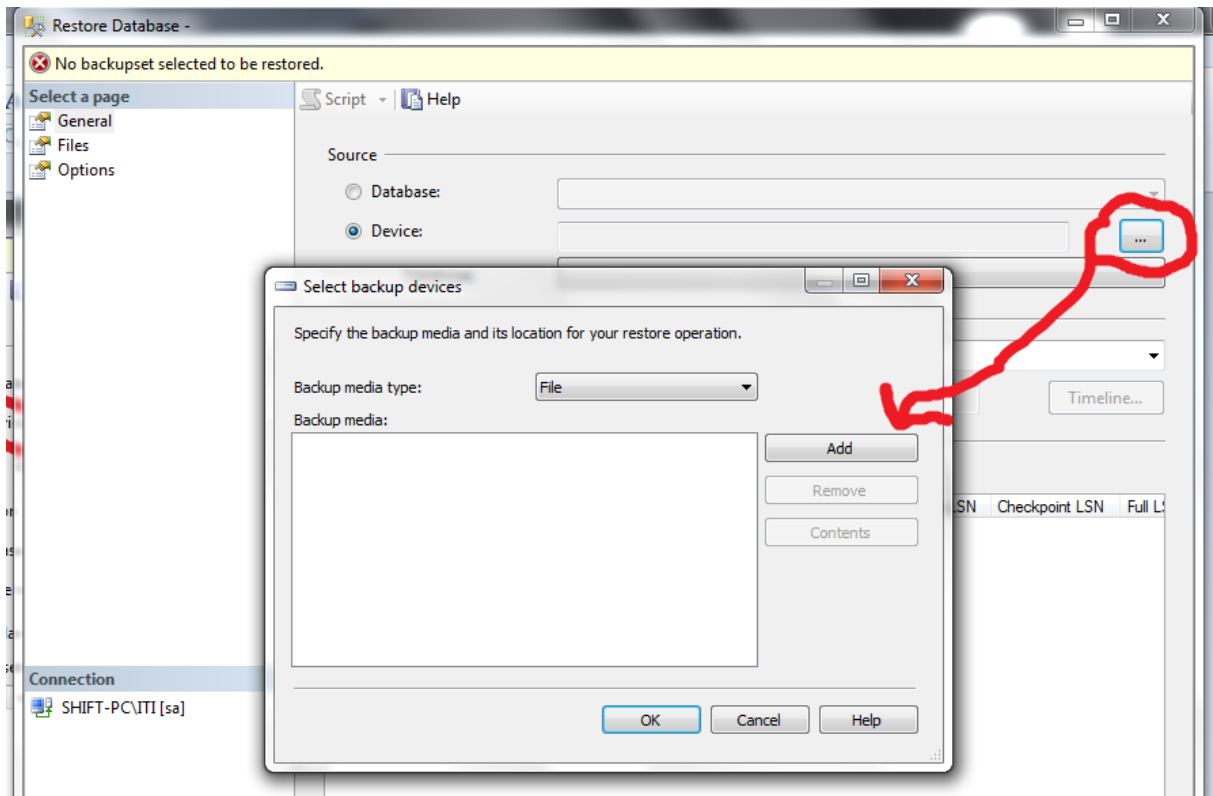 Restore Database -
No backupset selected to be restored.
Select a page
General
Files
Options
Script
Help
Source
Database:
Device:
...
Timeline...
LSN Checkpoint LSN Full L
Select backup devices
Specify the backup media and its location for your restore operation.
Backup media type:
File
Backup media:
Add
Remove
Contents
OK
Cancel
Help
Connection
SHIFT-PC\ITI [sa]